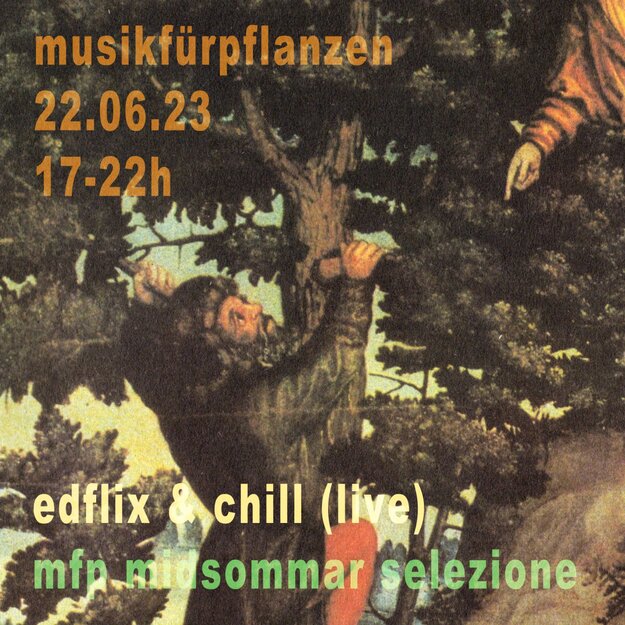 musikfürpflanzen
22.06.23
17-22h
edflix & chill (live)
mfp midsommar selezione